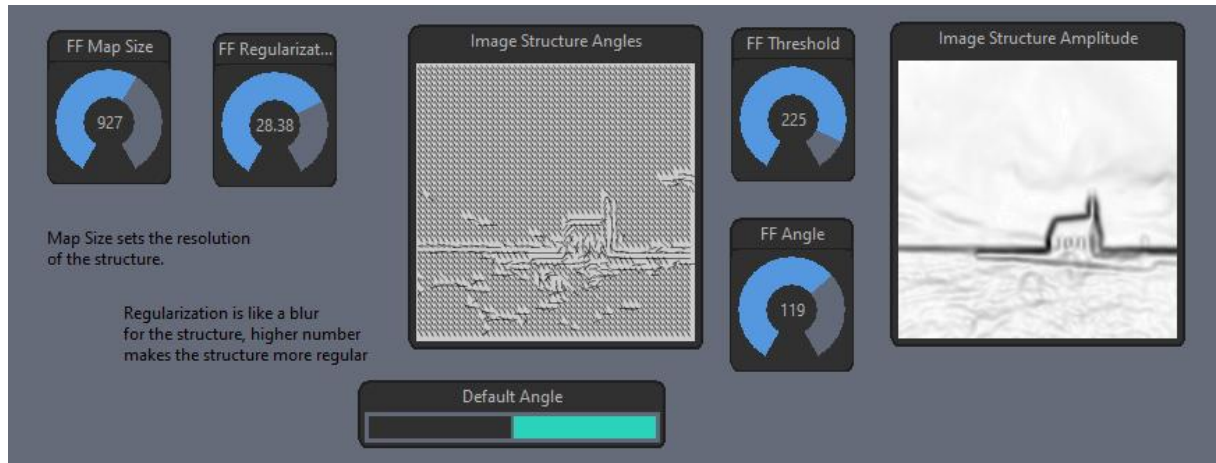 FF Map Size
927
FF Regularizat...
28.38
Image Structure Angles
FF Threshold
225
Image Structure Amplitude
FF Angle
119
Map Size sets the resolution
of the structure.
Regularization is like a blur
for the structure, higher number
makes the structure more regular
Default Angle